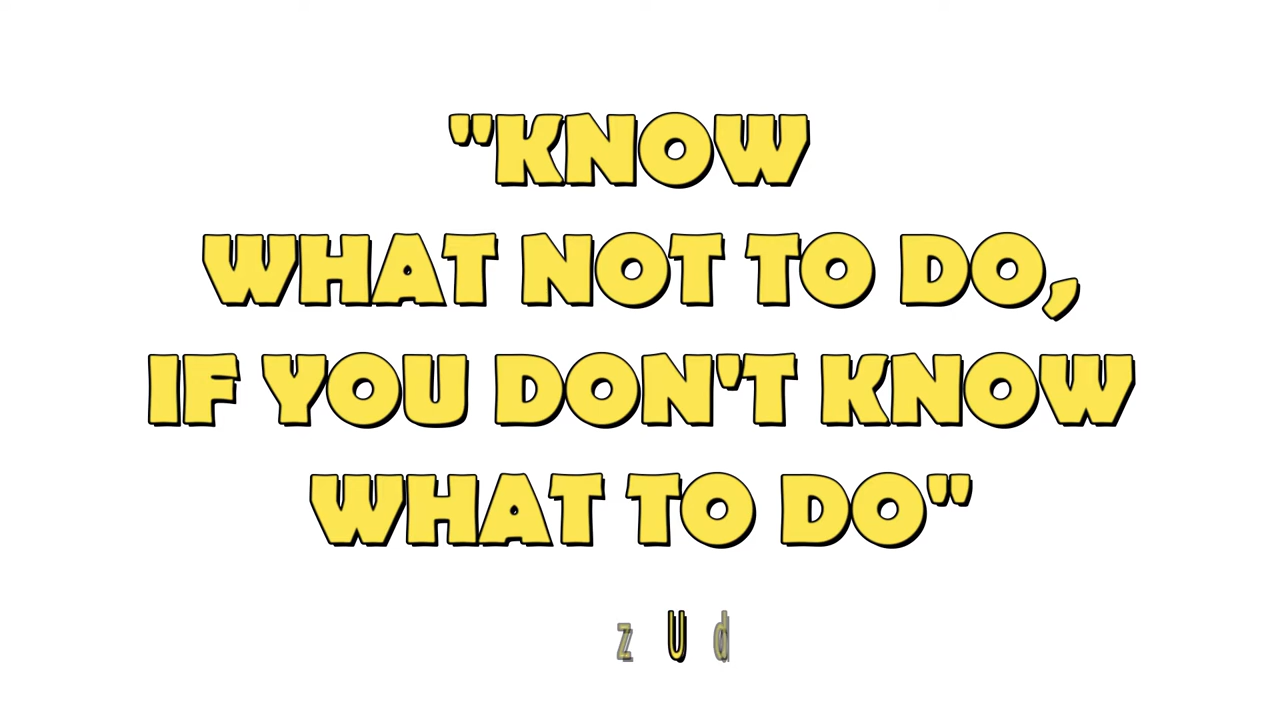 "KNOW
WHAT NOT TO DO,
IF YOU DON'T KNOW
WHAT TO DO"
z U d